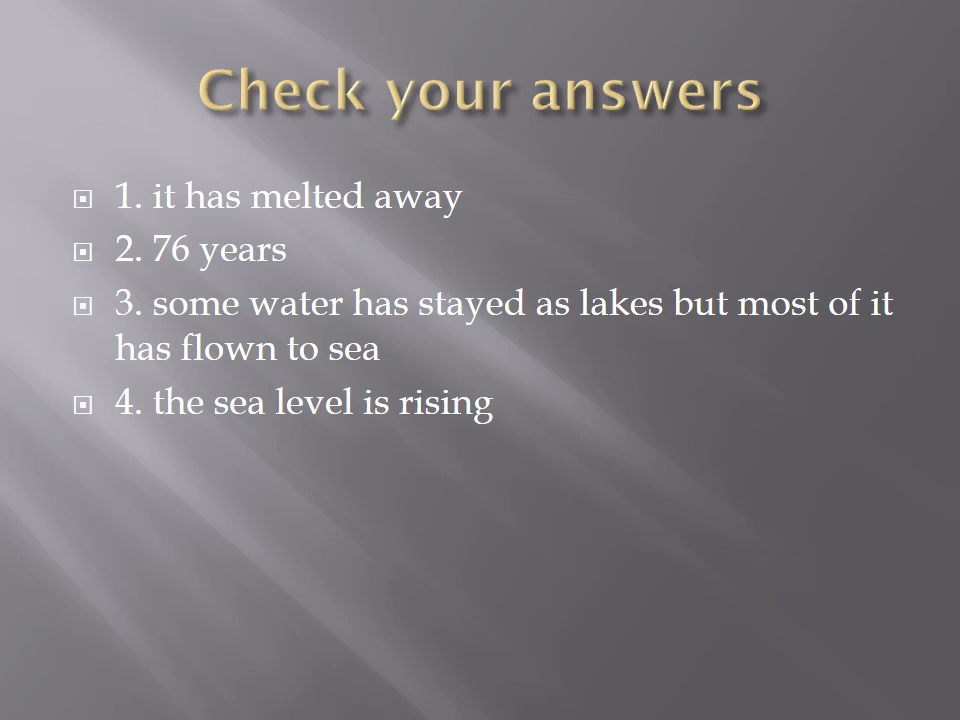 Check your answers
1. it has melted away
2. 76 years
3. some water has stayed as lakes but most of it
has flown to sea
4. the sea level is rising